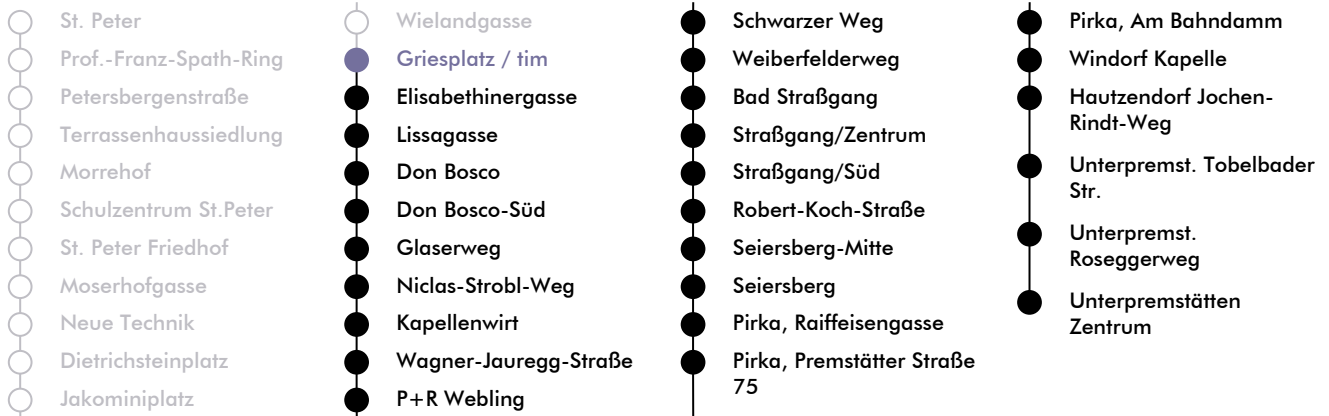 St. Peter
Prof.-Franz-Spath-Ring
Petersbergenstraße
Terrassenhaussiedlung
Morrehof
Schulzentrum St.Peter
St. Peter Friedhof
Moserhofgasse
Neue Technik
Dietrichsteinplatz
Jakominiplatz
Wielandgasse
Griesplatz / tim
Elisabethinergasse
Lissagasse
Don Bosco
Don Bosco-Süd
Glaserweg
Niclas-Strobl-Weg
Kapellenwirt
Wagner-Jauregg-Straße
P+R Webling
Schwarzer Weg
Weiberfelderweg
Bad Straßgang
Straßgang/Zentrum
Straßgang/Süd
Robert-Koch-Straße
Seiersberg-Mitte
Seiersberg
Pirka, Raiffeisengasse
Pirka, Premstätter Straße
75
Pirka, Am Bahndamm
Windorf Kapelle
Hautzendorf Jochen-
Rindt-Weg
Unterpremst. Tobelbader
Str.
Unterpremst.
Roseggerweg
Unterpremstätten
Zentrum